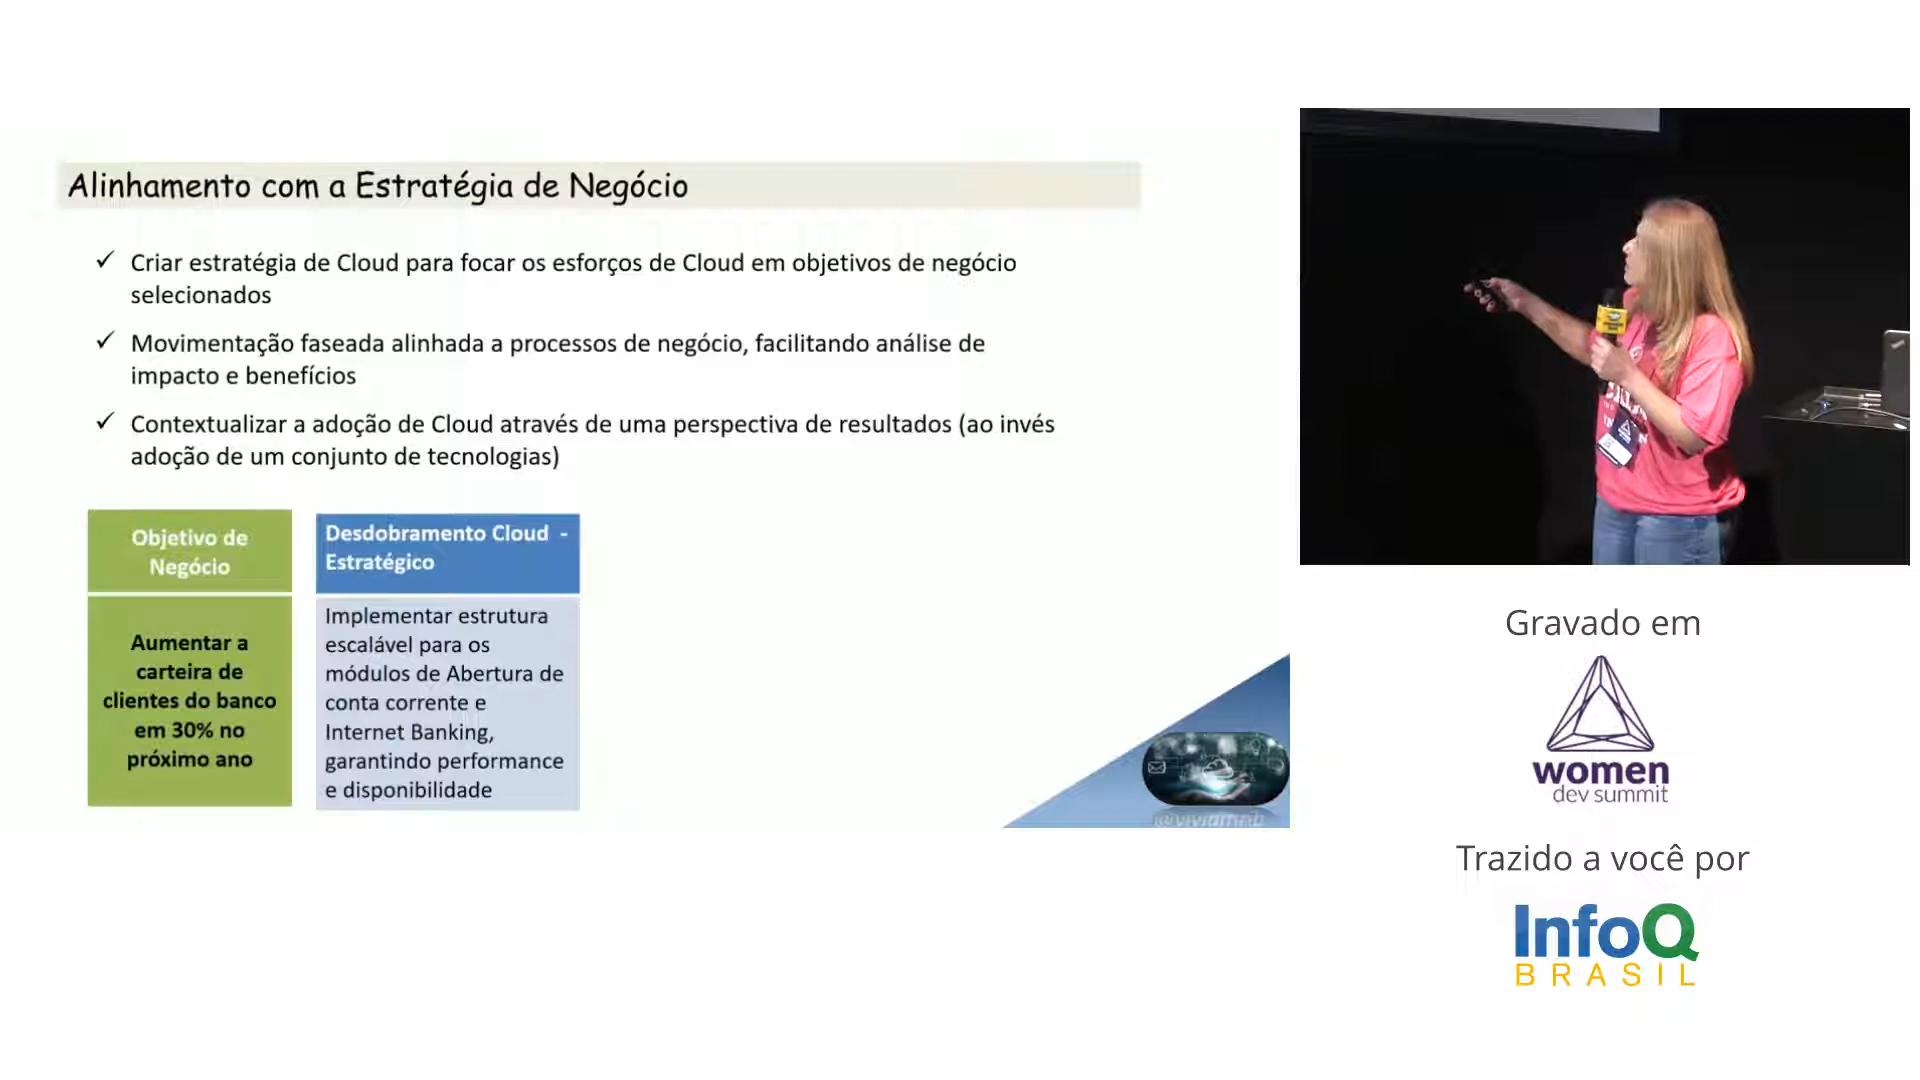 Alinhamento com a Estratégia de Negócio
✓ Criar estratégia de Cloud para focar os esforços de Cloud em objetivos de negócio
selecionados
✓ Movimentação faseada alinhada a processos de negócio, facilitando análise de
impacto e benefícios
✓ Contextualizar a adoção de Cloud através de uma perspectiva de resultados (ao invés
adoção de um conjunto de tecnologias)
Objetivo de
Negócio
Aumentar a
carteira de
clientes do banco
em 30% no
próximo ano
Desdobramento Cloud -
Estratégico
Implementar estrutura
escalável para os
módulos de Abertura de
conta corrente e
Internet Banking,
garantindo performance
e disponibilidade
Gravado em
women
dev summit
Trazido a você por
InfoQ
BRASIL